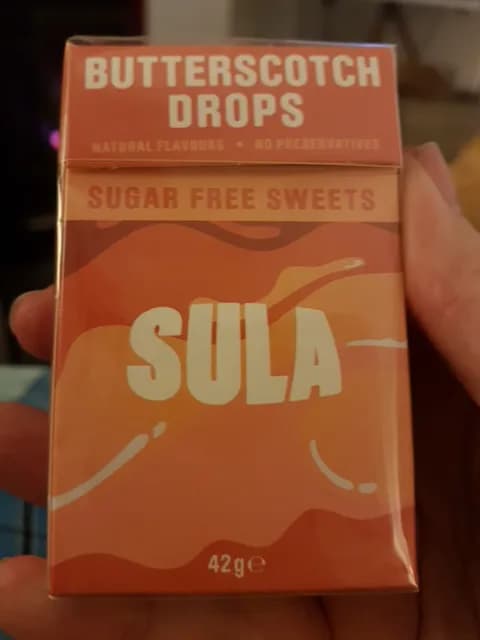 BUTTERSCOTCH
DROPS
NATURAL FLAVOURS • NO PRESERVATIVES
SUGAR FREE SWEETS
SULA
42g℮